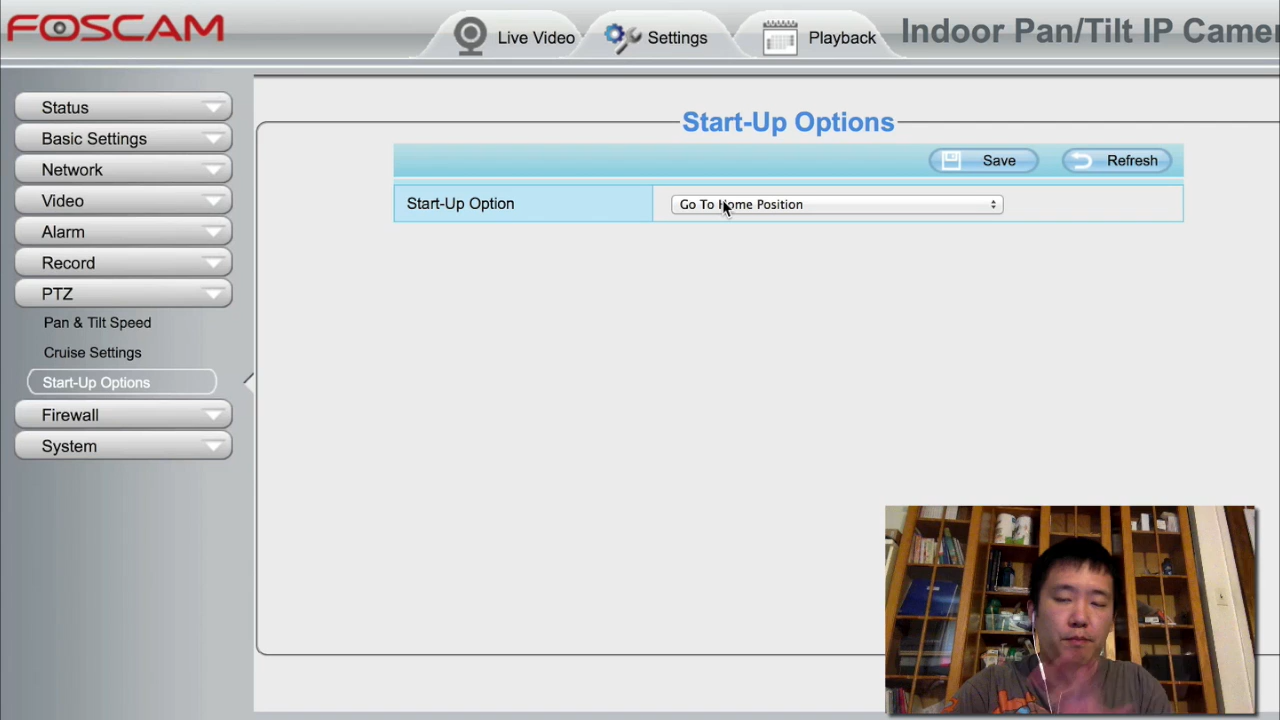 FOSCAM
Live Video
Settings
Playback
Indoor Pan/Tilt IP Camer
Status
Basic Settings
Network
Video
Alarm
Record
PTZ
Pan & Tilt Speed
Cruise Settings
Start-Up Options
Firewall
System
Start-Up Options
Save
Refresh
Start-Up Option
Go To Home Position